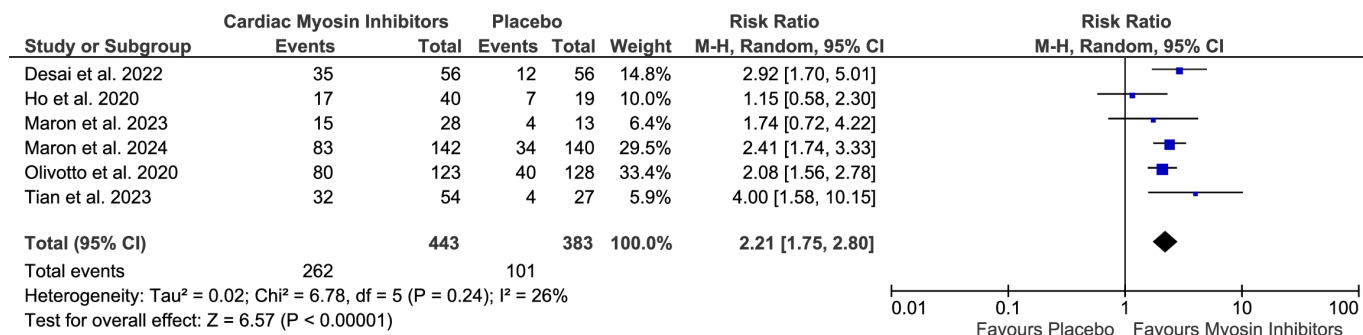 Cardiac Myosin Inhibitors Placebo Risk Ratio Risk Ratio
Study or Subgroup Events Total Events Total Weight M-H, Random, 95% CI M-H, Random, 95% CI
Desai et al. 2022 35 56 12 56 14.8% 2.92 [1.70, 5.01]
Ho et al. 2020 17 40 7 19 10.0% 1.15 [0.58, 2.30]
Maron et al. 2023 15 28 4 13 6.4% 1.74 [0.72, 4.22]
Maron et al. 2024 83 142 34 140 29.5% 2.41 [1.74, 3.33]
Olivotto et al. 2020 80 123 40 128 33.4% 2.08 [1.56, 2.78]
Tian et al. 2023 32 54 4 27 5.9% 4.00 [1.58, 10.15]
Total (95% CI) 443 383 100.0% 2.21 [1.75, 2.80]
Total events 262 101
Heterogeneity: Tau² = 0.02; Chi² = 6.78, df = 5 (P = 0.24); I² = 26%
Test for overall effect: Z = 6.57 (P < 0.00001)
0.01 0.1 1 10 100
Favours Placebo Favours Myosin Inhibitors